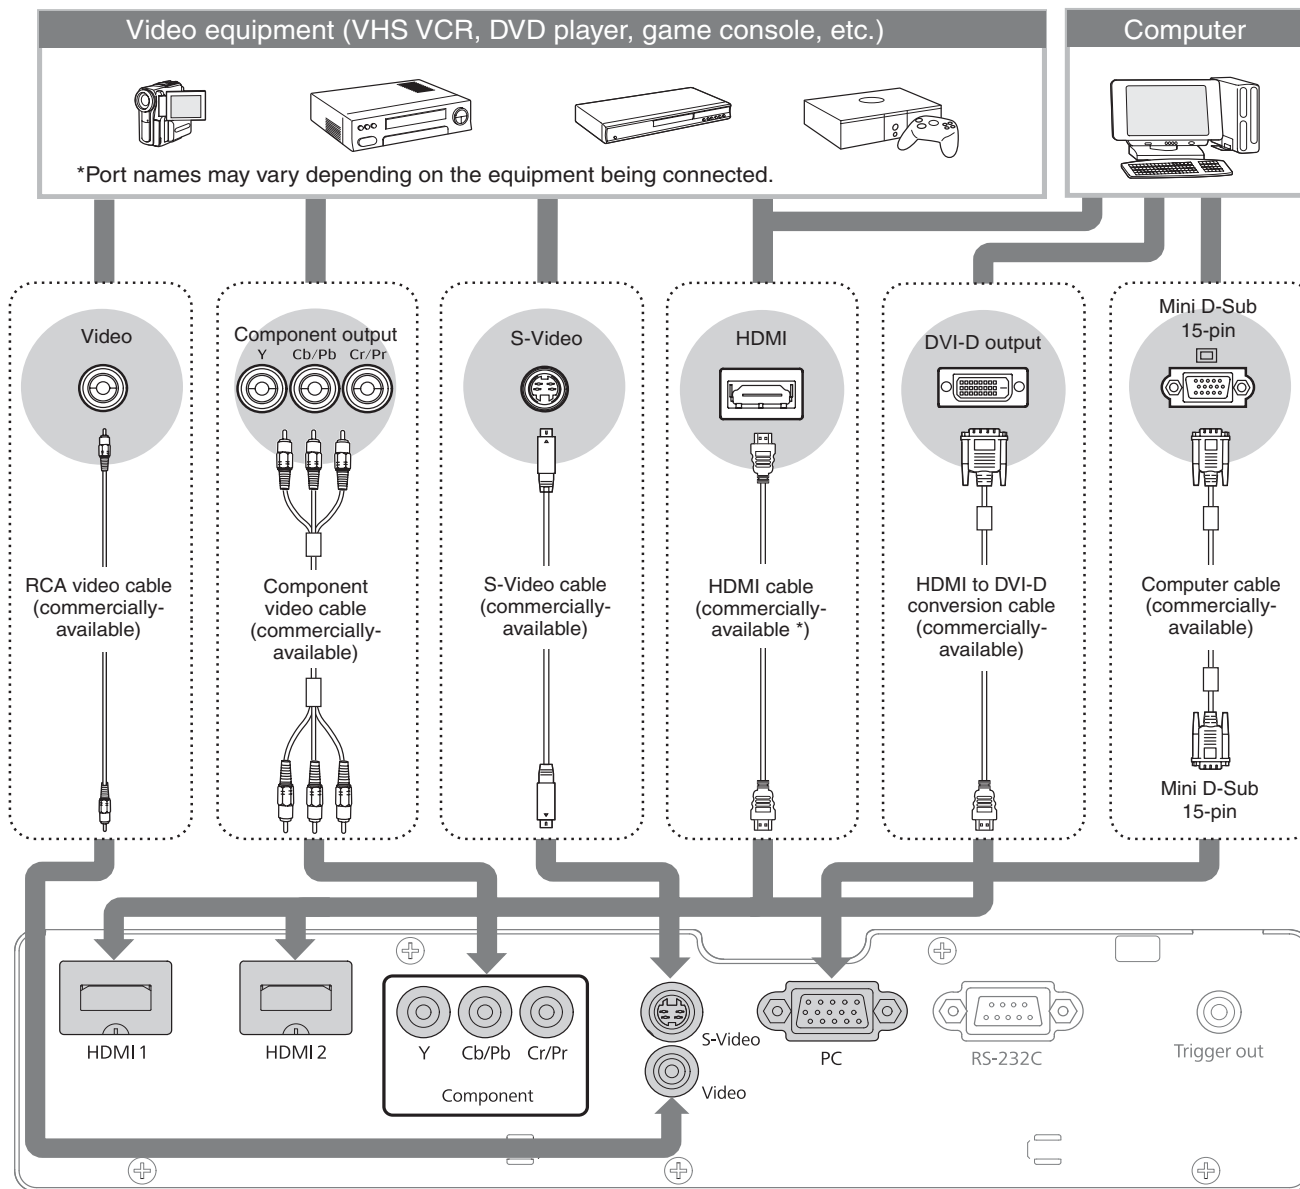 Video equipment (VHS VCR, DVD player, game console, etc.)
Computer
*Port names may vary depending on the equipment being connected.
Video
RCA video cable
(commercially-
available)
Component output
Y Cb/Pb Cr/Pr
Component
video cable
(commercially-
available)
S-Video
S-Video cable
(commercially-
available)
HDMI
HDMI cable
(commercially-
available *)
DVI-D output
HDMI to DVI-D
conversion cable
(commercially-
available)
Mini D-Sub
15-pin
Computer cable
(commercially-
available)
Mini D-Sub
15-pin
HDMI 1
HDMI 2
Y Cb/Pb Cr/Pr
Component
S-Video
Video
PC
RS-232C
Trigger out